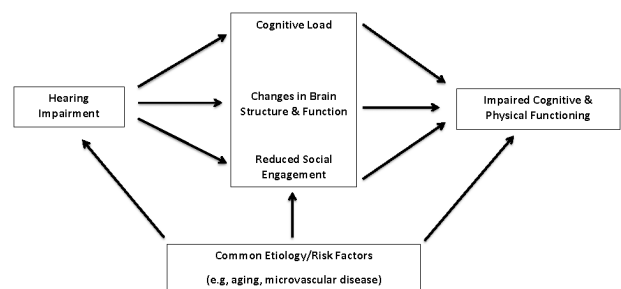 Cognitive Load
Hearing
Impairment
Changes in Brain
Structure & Function
Impaired Cognitive &
Physical Functioning
Reduced Social
Engagement
Common Etiology/Risk Factors
(e.g, aging, microvascular disease)